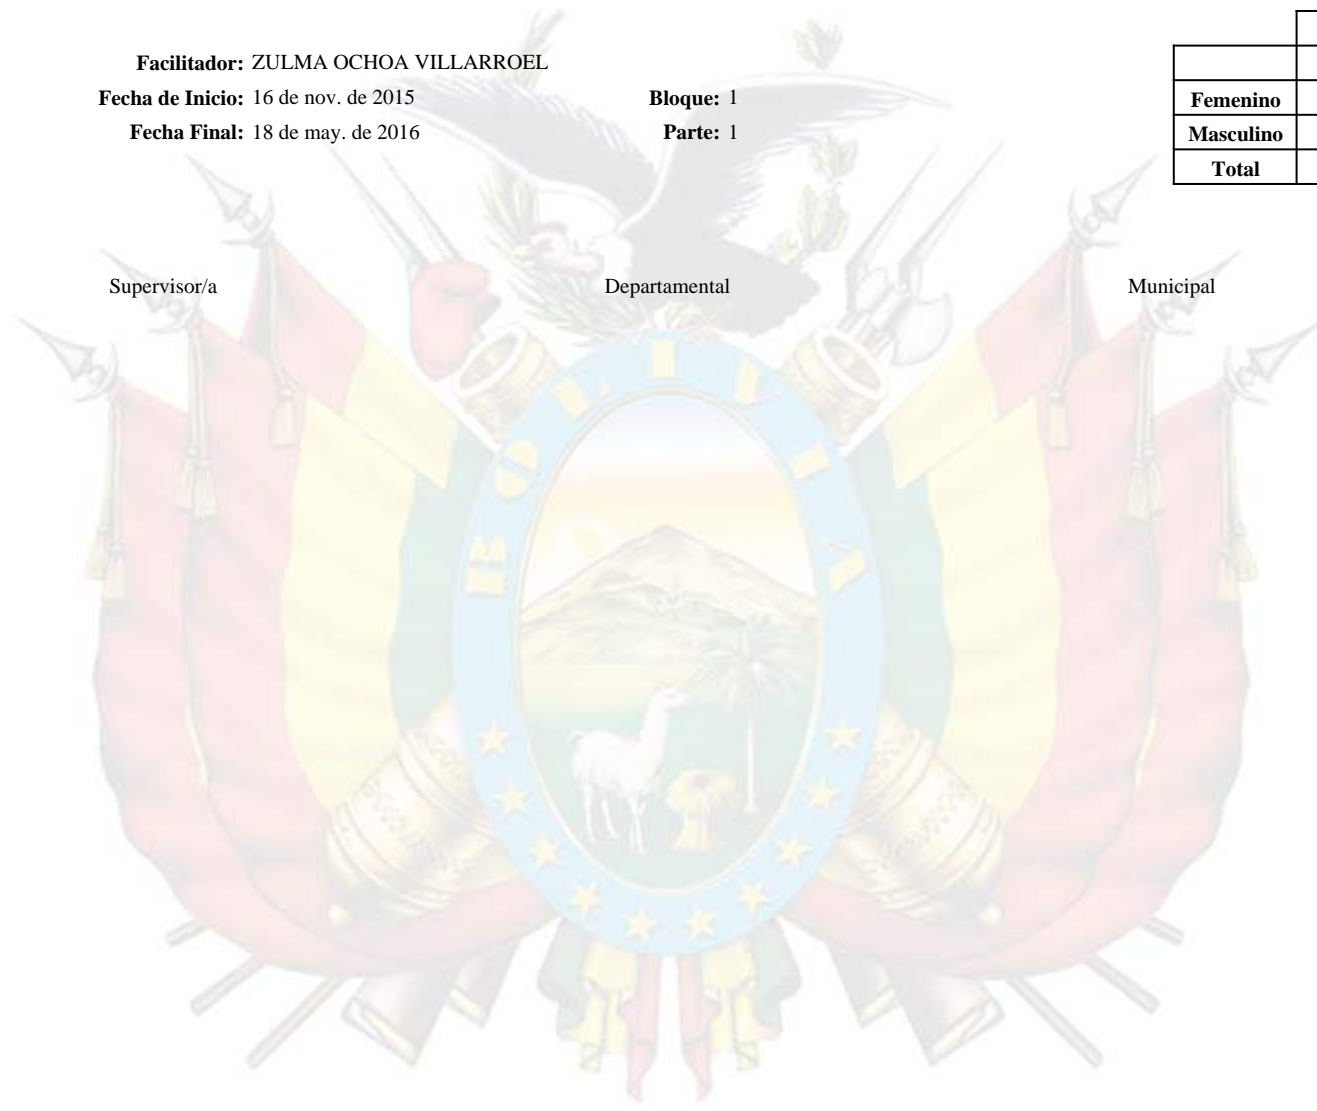 Facilitador: ZULMA OCHOA VILLARROEL
Fecha de Inicio: 16 de nov. de 2015 Bloque: 1
Fecha Final: 18 de may. de 2016 Parte: 1
Femenino
Masculino
Total
Supervisor/a Departamental Municipal
BOLIVIA